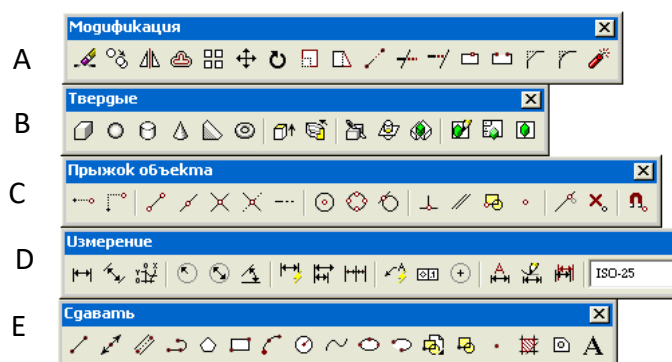 A
Модификация
B
Твердые
C
Прыжок объекта
D
Измерение
ISO-25
E
Сдавать
A